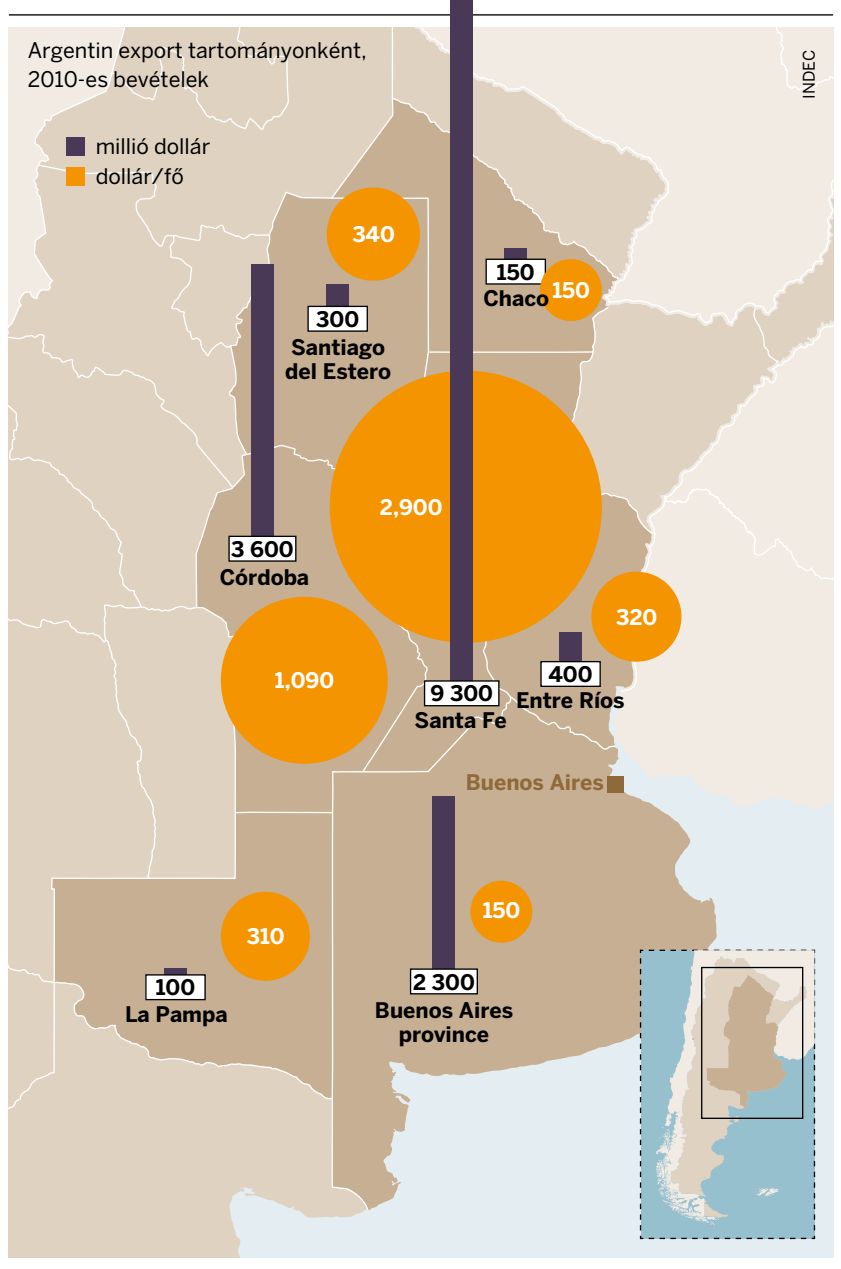 Argentin export tartományonként,
2010-es bevételek
INDEC
millió dollár
dollár/fő
340
150
Chaco
150
300
Santiago
del Estero
2,900
3 600
Córdoba
320
400
Entre Ríos
1,090
9 300
Santa Fe
Buenos Aires
150
310
2 300
Buenos Aires
province
100
La Pampa